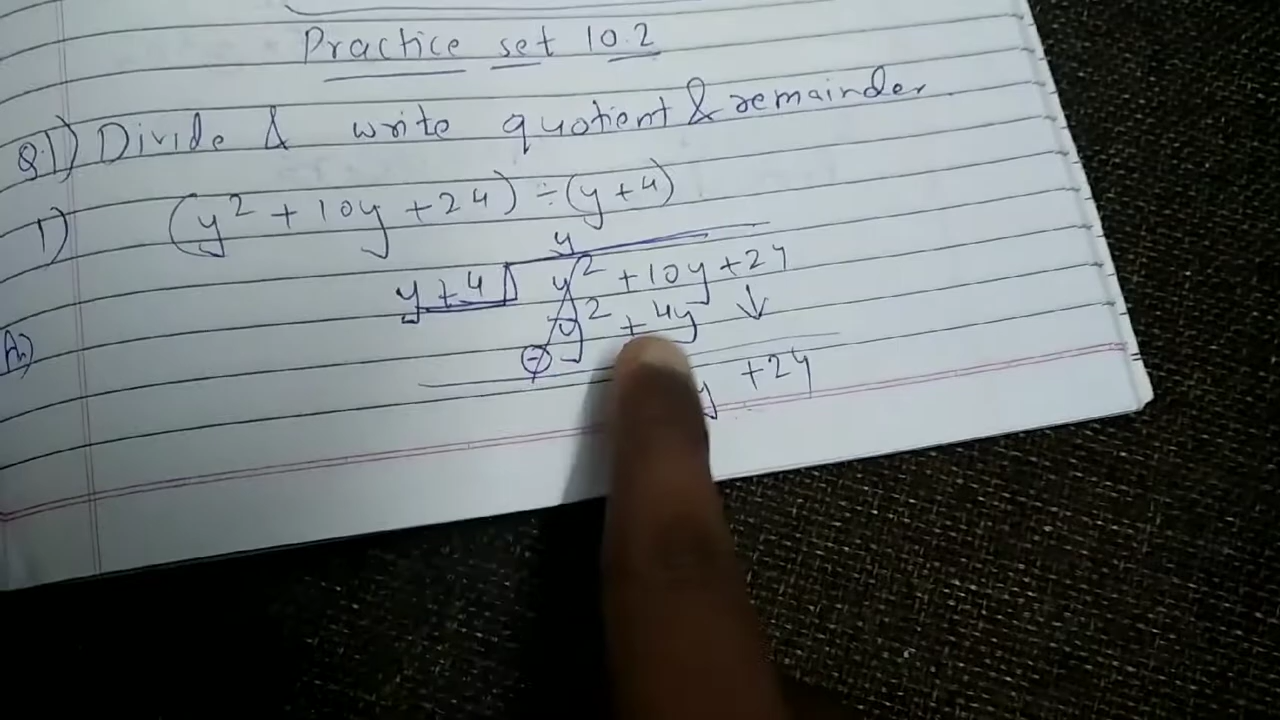 Practice set 10.2
Q.1) Divide & write quotient & remainder.
1) (y² + 10y + 24) ÷ (y + 4)
y
y + 4 y² + 10y + 24
A) y² + 4y ↓
−
y + 24